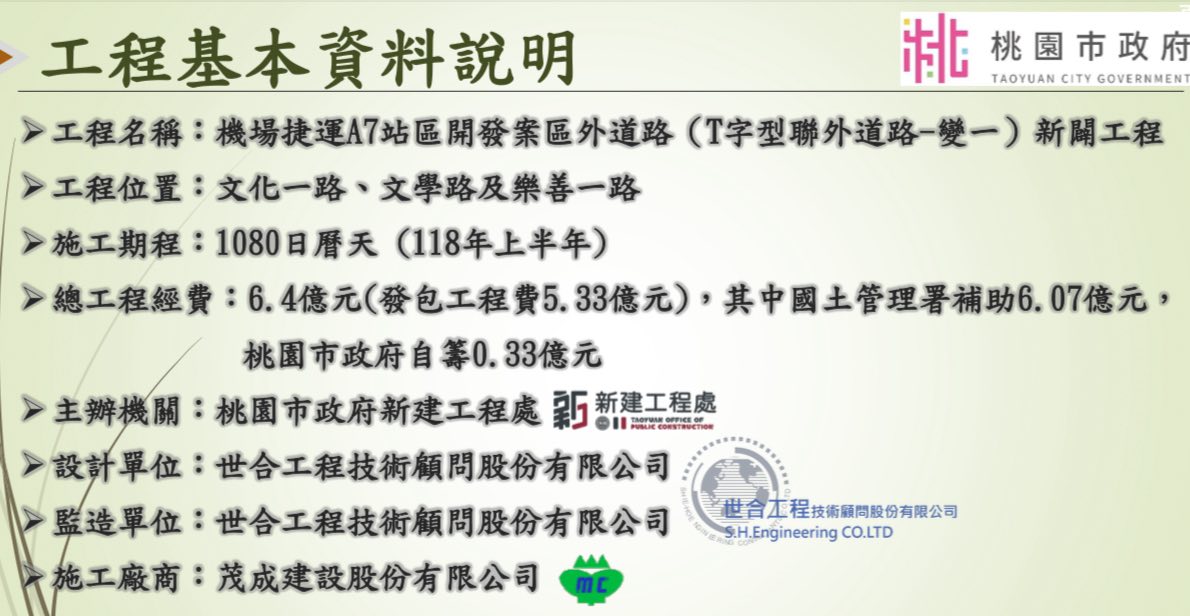 工程基本資料說明
桃園市政府
TAOYUAN CITY GOVERNMENT
➢工程名稱：機場捷運A7站區開發案區外道路（T字型聯外道路-變一）新闢工程
➢工程位置：文化一路、文學路及樂善一路
➢施工期程：1080日曆天（118年上半年）
➢總工程經費：6.4億元(發包工程費5.33億元)，其中國土管理署補助6.07億元，
桃園市政府自籌0.33億元
➢主辦機關：桃園市政府新建工程處
新建工程處
TAOYUAN OFFICE OF
PUBLIC CONSTRUCTION
➢設計單位：世合工程技術顧問股份有限公司
➢監造單位：世合工程技術顧問股份有限公司
世合工程技術顧問股份有限公司
S.H.Engineering CO.LTD
➢施工廠商：茂成建設股份有限公司
MC